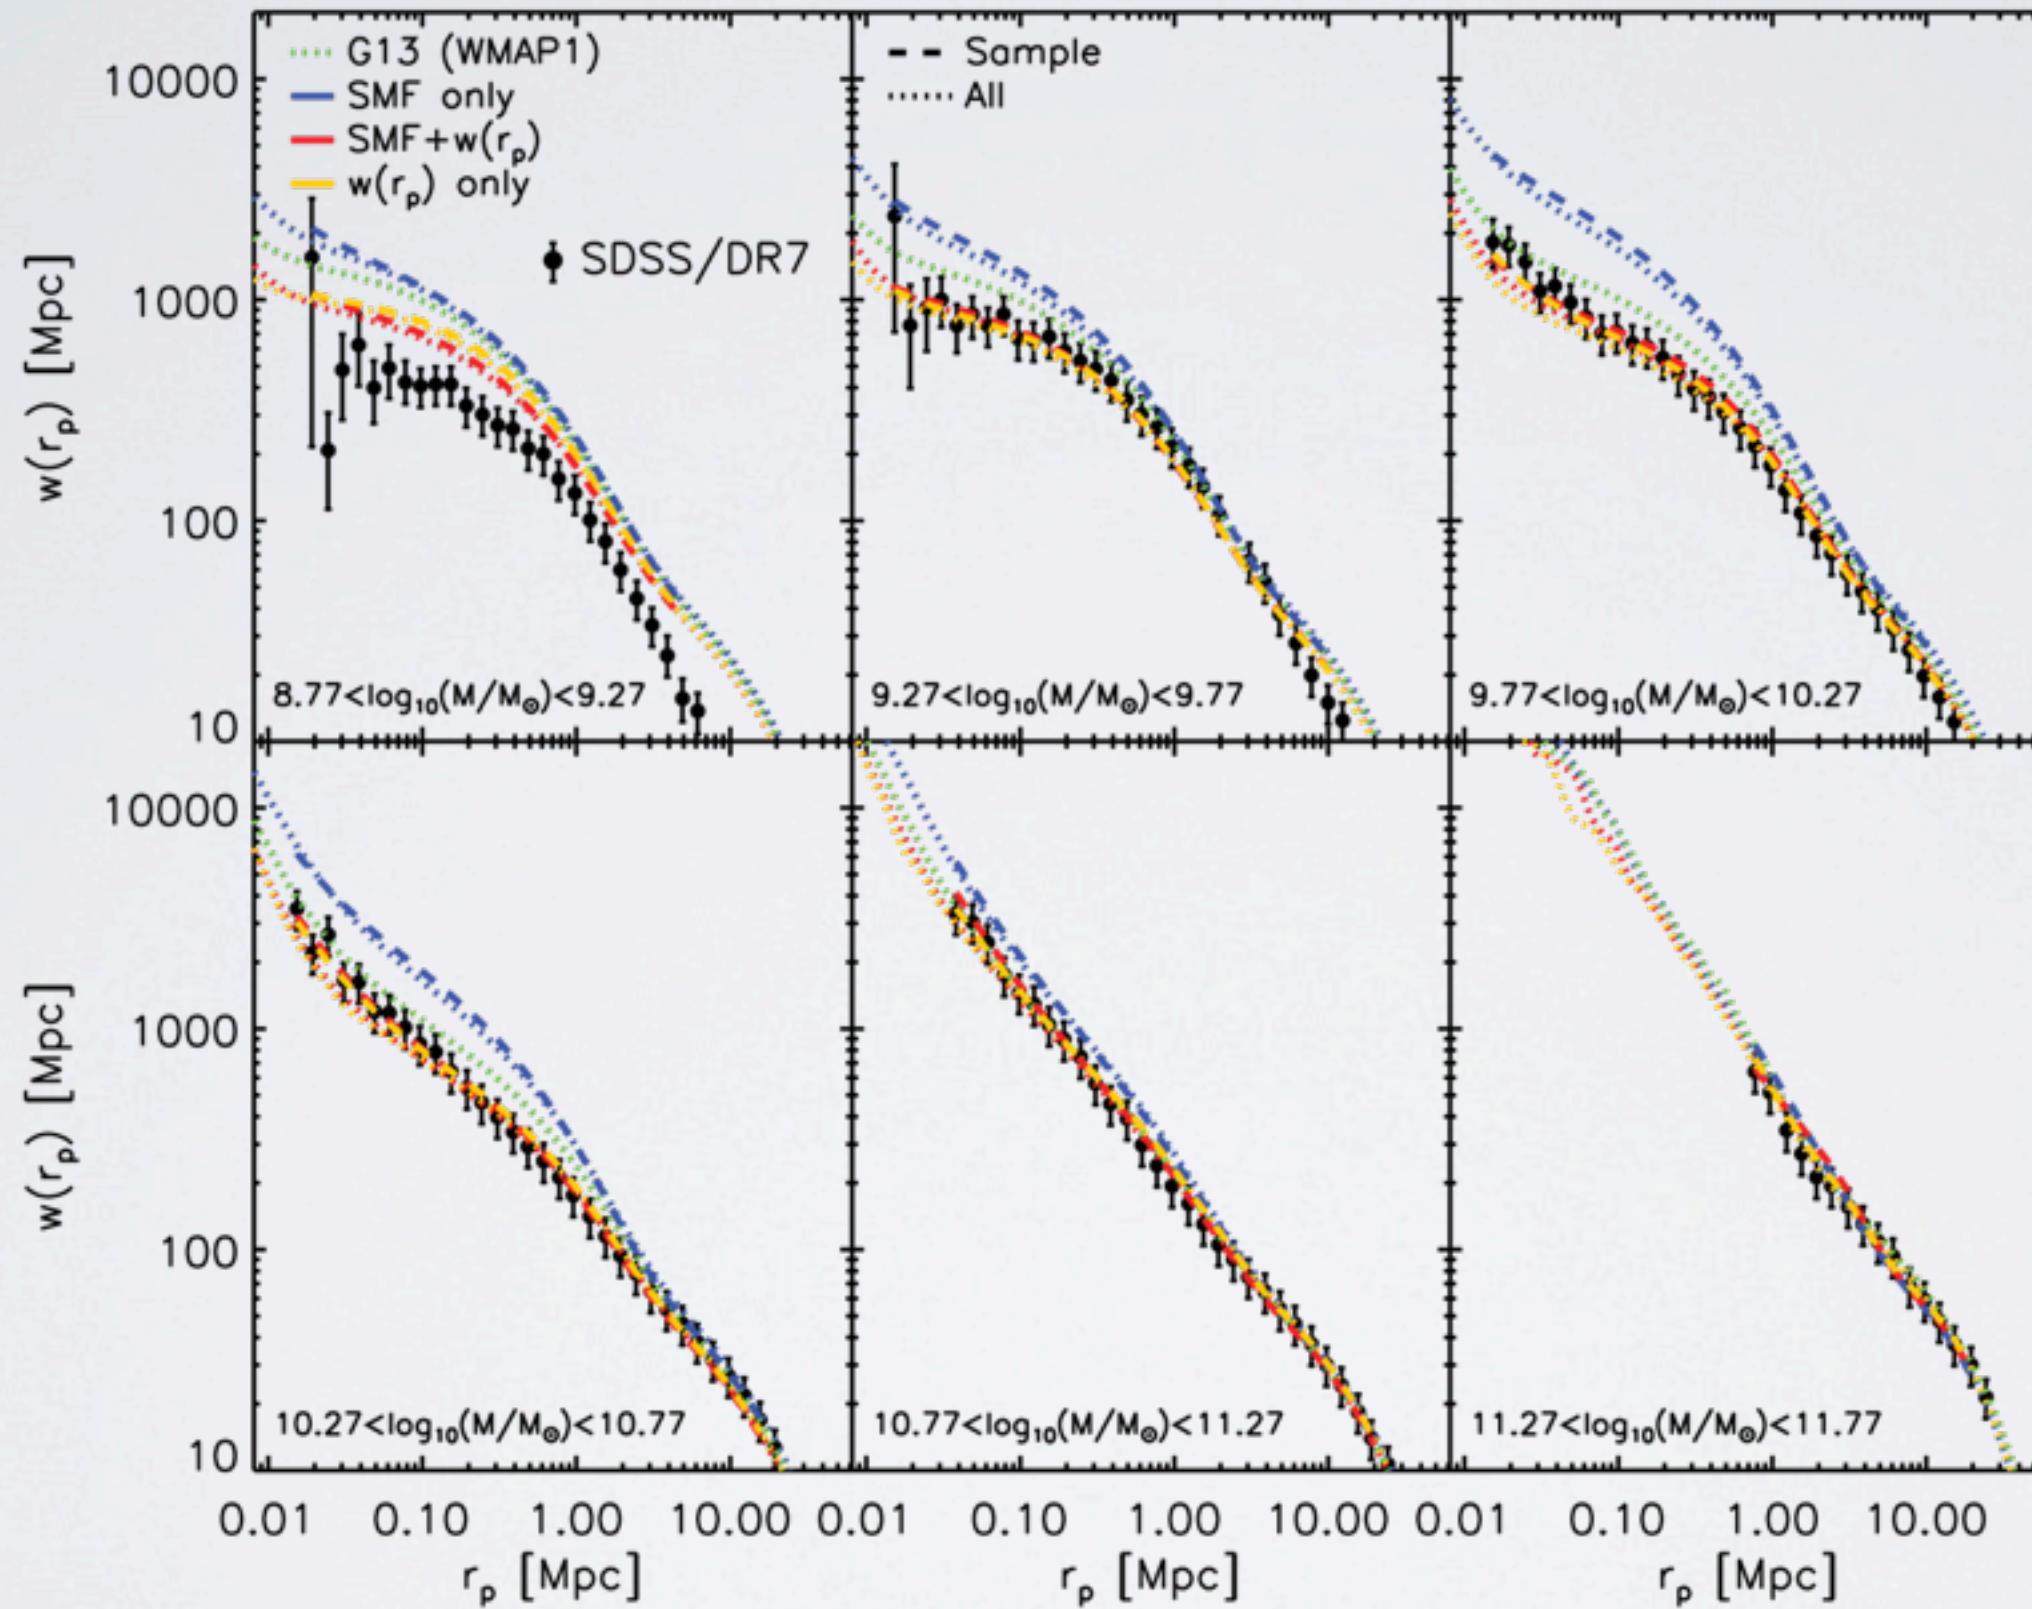 G13 (WMAP1)
SMF only
SMF+w(rₚ)
w(rₚ) only
SDSS/DR7
Sample
All
w(rₚ) [Mpc]
10000
1000
100
10
8.77<log₁₀(M/M☉)<9.27
9.27<log₁₀(M/M☉)<9.77
9.77<log₁₀(M/M☉)<10.27
w(rₚ) [Mpc]
10000
1000
100
10
10.27<log₁₀(M/M☉)<10.77
10.77<log₁₀(M/M☉)<11.27
11.27<log₁₀(M/M☉)<11.77
0.01 0.10 1.00 10.00 0.01 0.10 1.00 10.00 0.01 0.10 1.00 10.00
rₚ [Mpc] rₚ [Mpc] rₚ [Mpc]